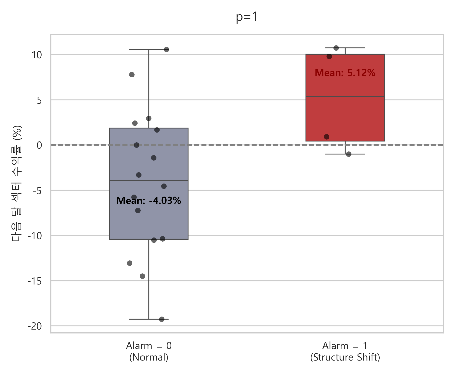 p=1
다음 달 섹터 수익률 (%)
10
5
0
-5
-10
-15
-20
Mean: -4.03%
Mean: 5.12%
Alarm = 0
(Normal)
Alarm = 1
(Structure Shift)